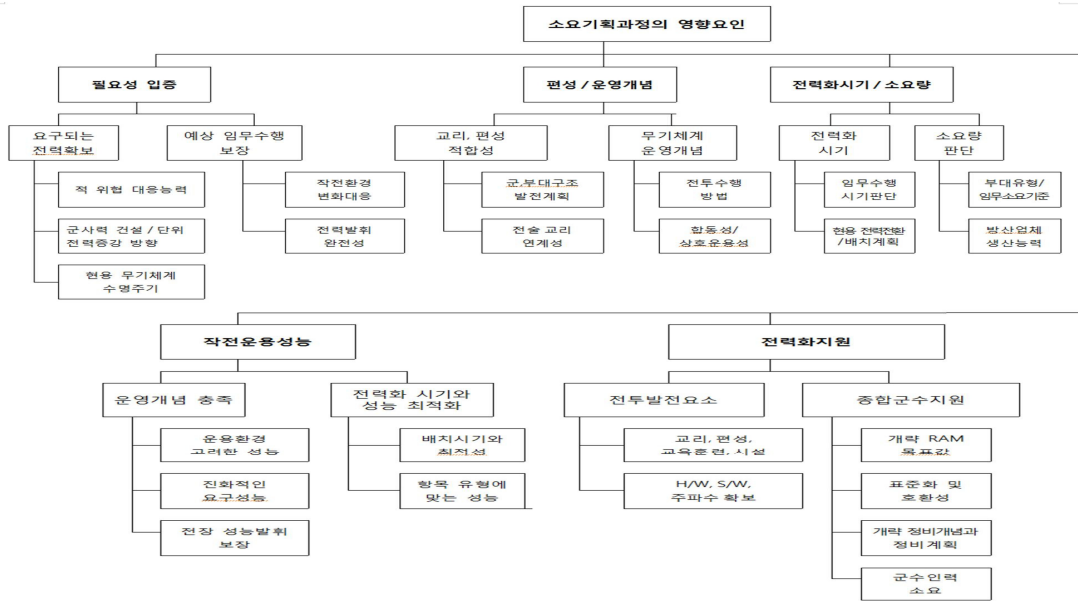 소요기획과정의 영향요인
필요성 입증
편성 / 운영개념
전력화시기 / 소요량
요구되는
전력확보
예상 임무수행
보장
교리, 편성
적합성
무기체계
운영개념
전력화
시기
소요량
판단
적 위협 대응능력
군사력 건설 / 단위
전력증강 방향
현용 무기체계
수명주기
작전환경
변화대응
전력발휘
완전성
군,부대구조
발전계획
전술 교리
연계성
전투수행
방법
합동성/
상호운용성
임무수행
시기판단
현용 전력전환
/배치계획
부대유형/
임무소요기준
방산업체
생산능력
작전운용성능
전력화지원
운영개념 충족
전력화 시기와
성능 최적화
전투발전요소
종합군수지원
운용환경
고려한 성능
진화적인
요구성능
전장 성능발휘
보장
배치시기와
최적성
항목 유형에
맞는 성능
교리, 편성,
교육훈련, 시설
H/W, S/W,
주파수 확보
개략 RAM
목표값
표준화 및
호환성
개략 정비개념과
정비계획
군수인력
소요